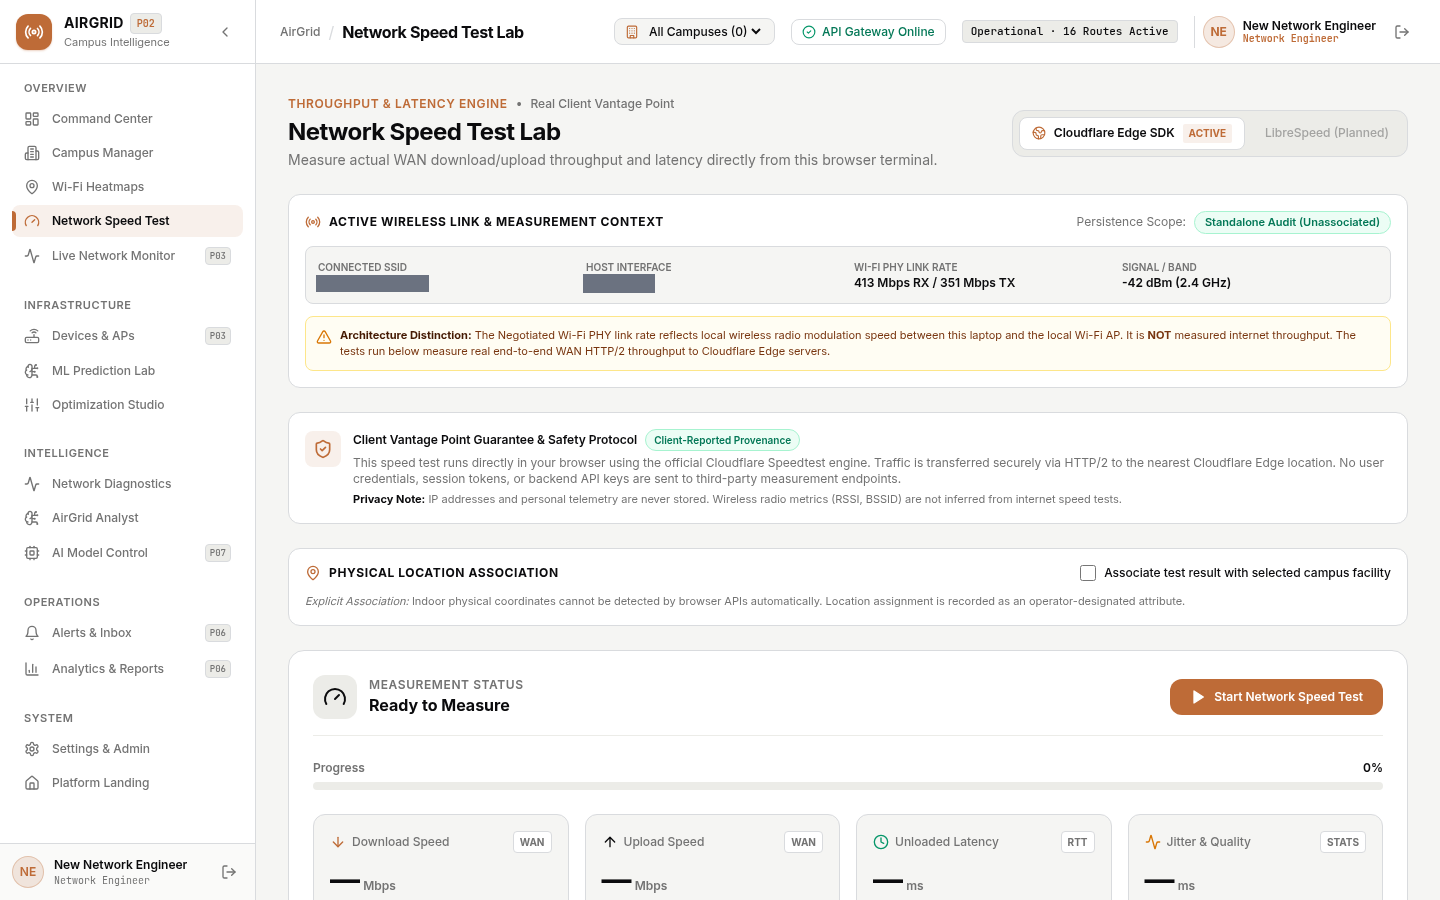 AIRGRID P02
Campus Intelligence
OVERVIEW
Command Center
Campus Manager
Wi-Fi Heatmaps
Network Speed Test
Live Network Monitor P03
INFRASTRUCTURE
Devices & APs P03
ML Prediction Lab
Optimization Studio
INTELLIGENCE
Network Diagnostics
AirGrid Analyst
AI Model Control P07
OPERATIONS
Alerts & Inbox P06
Analytics & Reports P06
SYSTEM
Settings & Admin
Platform Landing
NE New Network Engineer
Network Engineer
AirGrid / Network Speed Test Lab
All Campuses (0)
API Gateway Online
Operational · 16 Routes Active
NE New Network Engineer
Network Engineer
THROUGHPUT & LATENCY ENGINE • Real Client Vantage Point
Network Speed Test Lab
Measure actual WAN download/upload throughput and latency directly from this browser terminal.
Cloudflare Edge SDK ACTIVE LibreSpeed (Planned)
ACTIVE WIRELESS LINK & MEASUREMENT CONTEXT
Persistence Scope: Standalone Audit (Unassociated)
CONNECTED SSID
HOST INTERFACE
WI-FI PHY LINK RATE
413 Mbps RX / 351 Mbps TX
SIGNAL / BAND
-42 dBm (2.4 GHz)
Architecture Distinction: The Negotiated Wi-Fi PHY link rate reflects local wireless radio modulation speed between this laptop and the local Wi-Fi AP. It is NOT measured internet throughput. The
tests run below measure real end-to-end WAN HTTP/2 throughput to Cloudflare Edge servers.
Client Vantage Point Guarantee & Safety Protocol Client-Reported Provenance
This speed test runs directly in your browser using the official Cloudflare Speedtest engine. Traffic is transferred securely via HTTP/2 to the nearest Cloudflare Edge location. No user
credentials, session tokens, or backend API keys are sent to third-party measurement endpoints.
Privacy Note: IP addresses and personal telemetry are never stored. Wireless radio metrics (RSSI, BSSID) are not inferred from internet speed tests.
PHYSICAL LOCATION ASSOCIATION
Associate test result with selected campus facility
Explicit Association: Indoor physical coordinates cannot be detected by browser APIs automatically. Location assignment is recorded as an operator-designated attribute.
MEASUREMENT STATUS
Ready to Measure
Start Network Speed Test
Progress 0%
Download Speed WAN
— Mbps
Upload Speed WAN
— Mbps
Unloaded Latency RTT
— ms
Jitter & Quality STATS
— ms